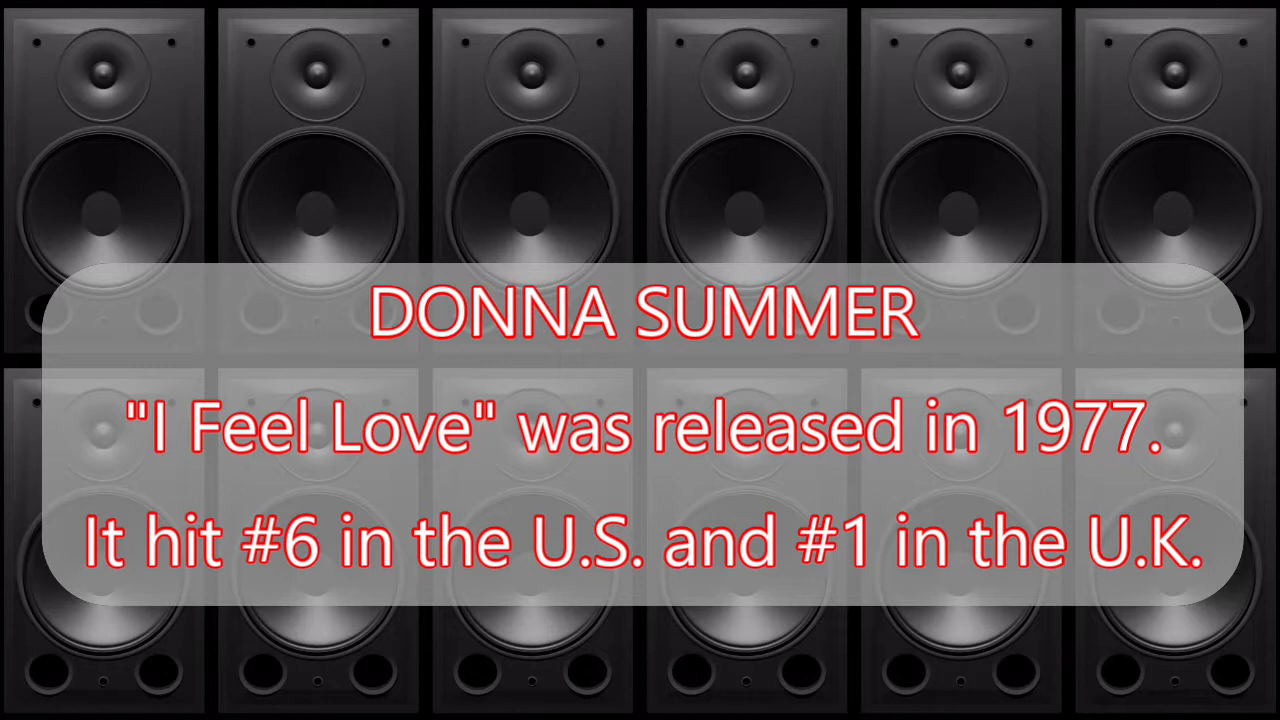 DONNA SUMMER
"I Feel Love" was released in 1977.
It hit #6 in the U.S. and #1 in the U.K.